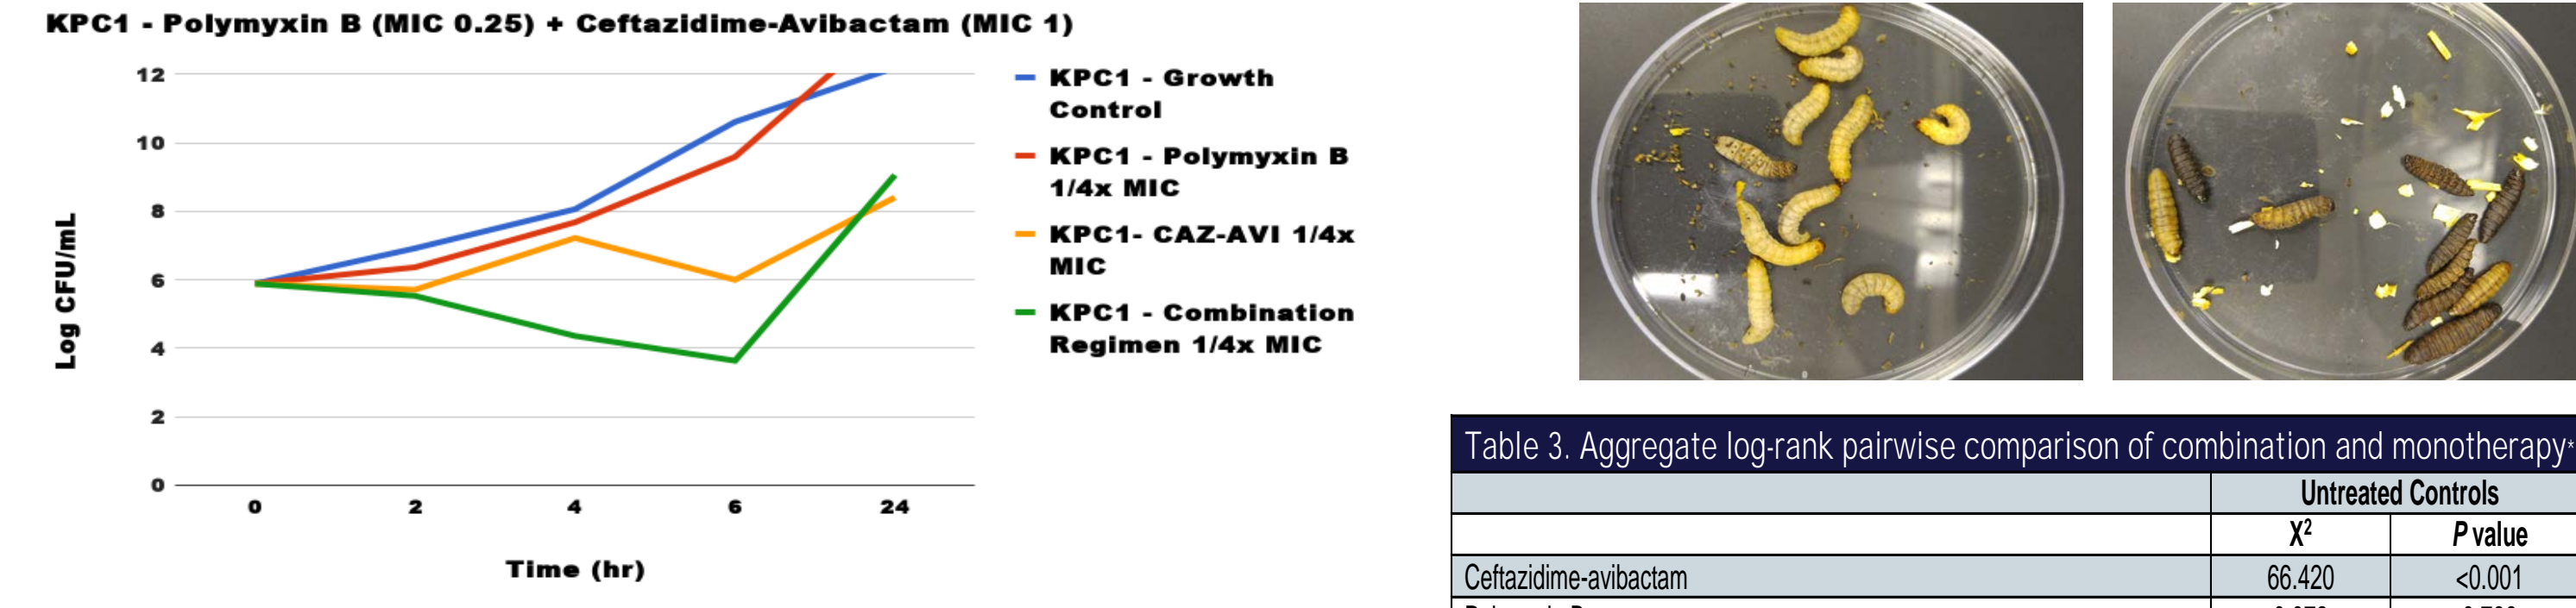 KPC1 - Polymyxin B (MIC 0.25) + Ceftazidime-Avibactam (MIC 1)
12
10
8
6
4
2
0
Log CFU/mL
0 2 4 6 24
Time (hr)
KPC1 - Growth
Control
KPC1 - Polymyxin B
1/4x MIC
KPC1- CAZ-AVI 1/4x
MIC
KPC1 - Combination
Regimen 1/4x MIC
Table 3. Aggregate log-rank pairwise comparison of combination and monotherapy*
Untreated Controls
X² P value
Ceftazidime-avibactam 66.420 <0.001